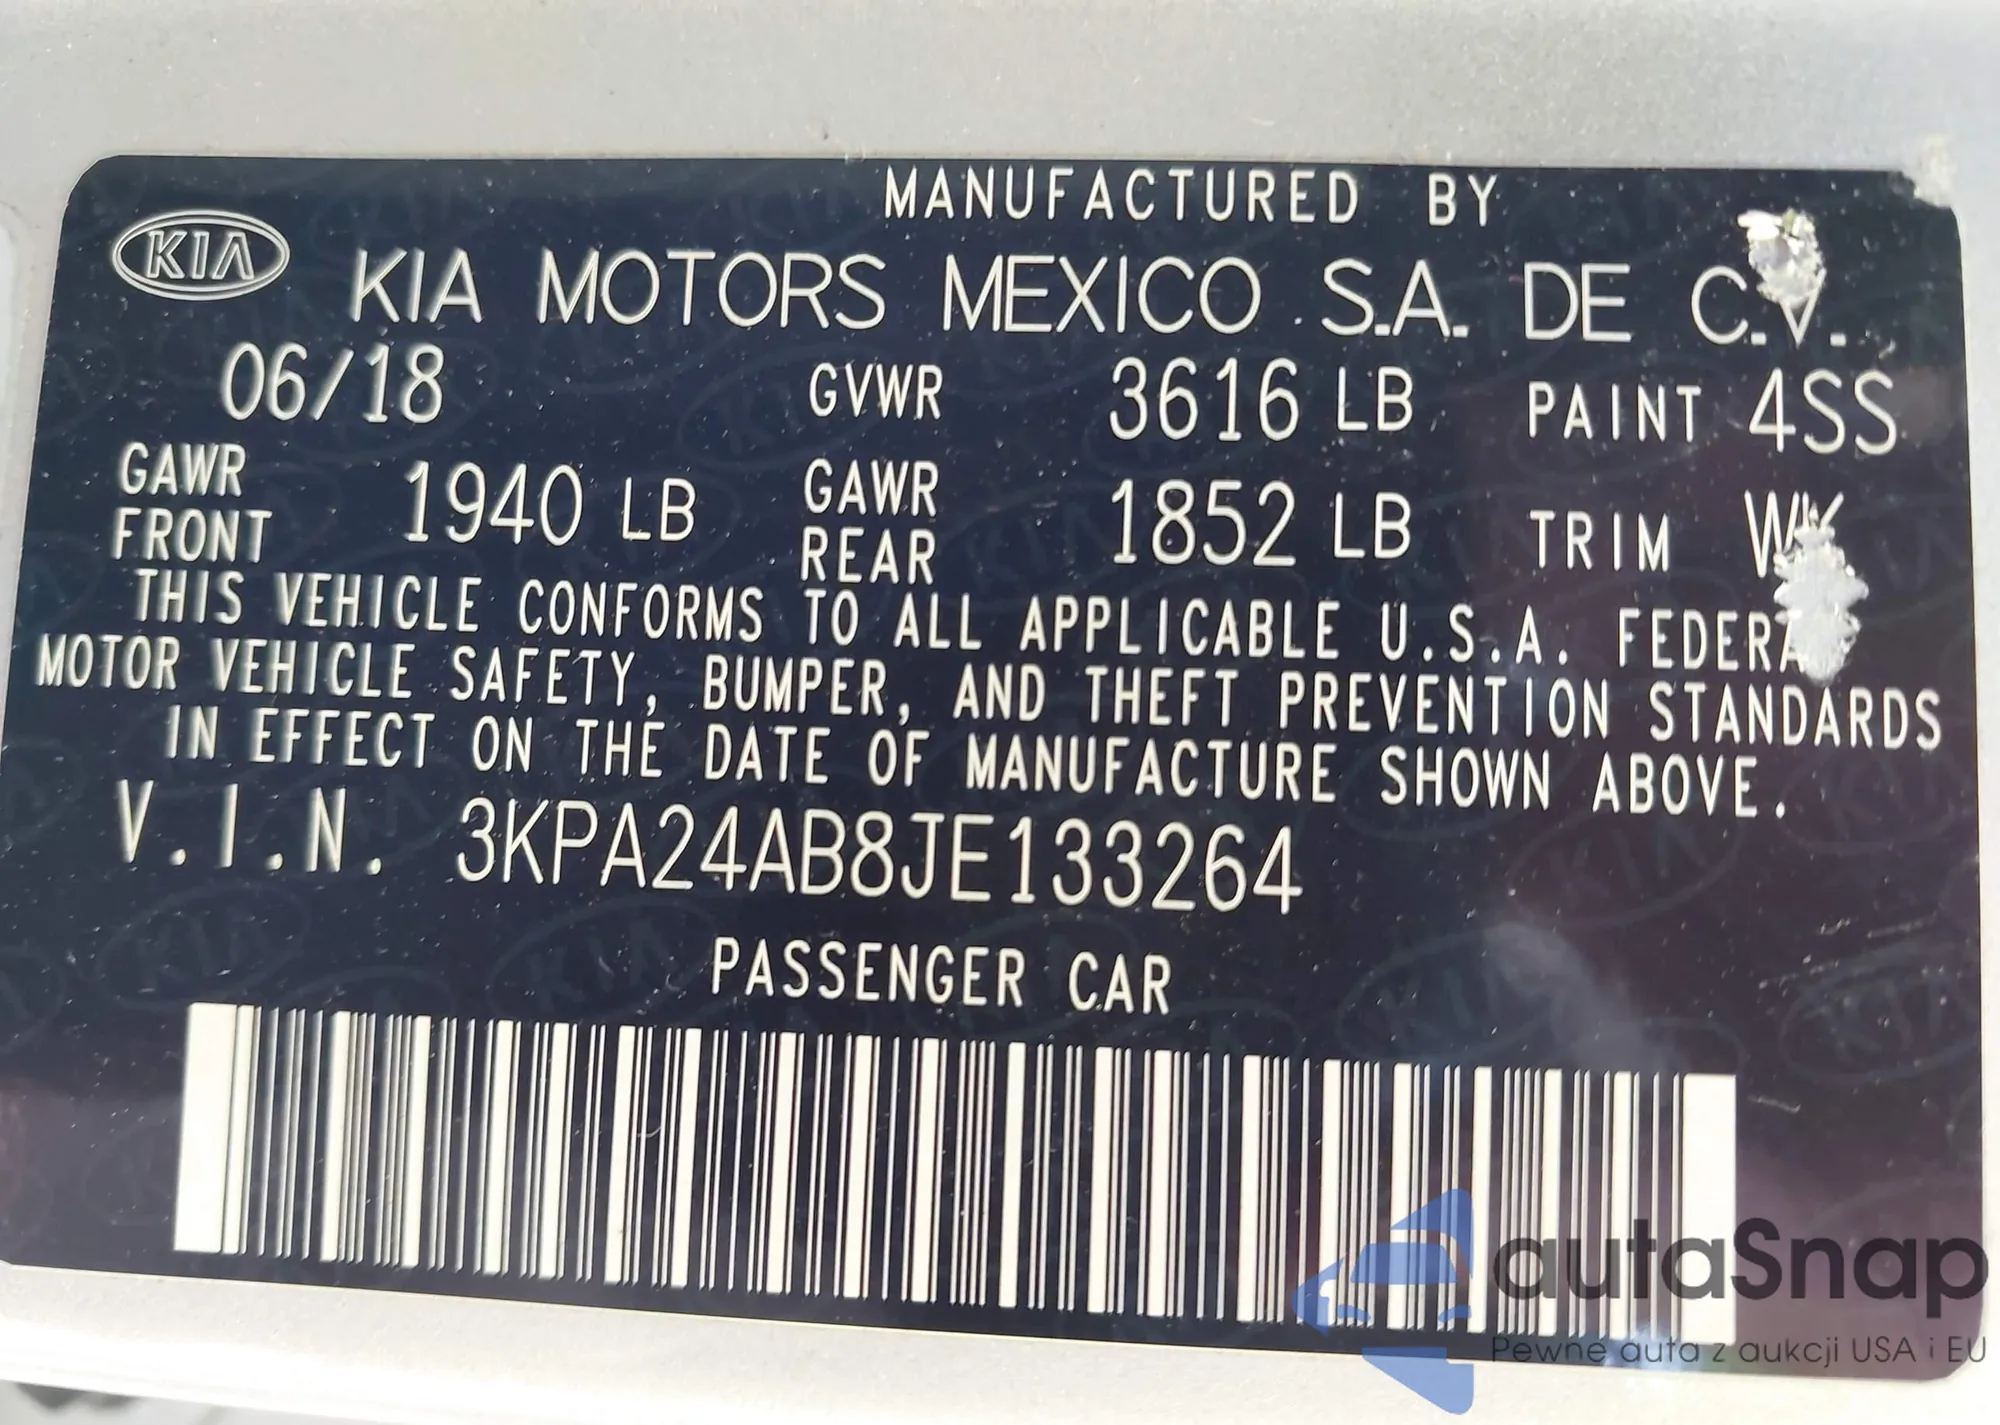 MANUFACTURED BY
KIA KIA MOTORS MEXICO S.A. DE C.V.
06/18 GVWR 3616 LB PAINT 4SS
GAWR FRONT 1940 LB GAWR REAR 1852 LB TRIM WK
THIS VEHICLE CONFORMS TO ALL APPLICABLE U.S.A. FEDERAL
MOTOR VEHICLE SAFETY, BUMPER, AND THEFT PREVENTION STANDARDS
IN EFFECT ON THE DATE OF MANUFACTURE SHOWN ABOVE.
V.I.N. 3KPA24AB8JE133264
PASSENGER CAR
autaSnap
Pewne auta z aukcji USA i EU